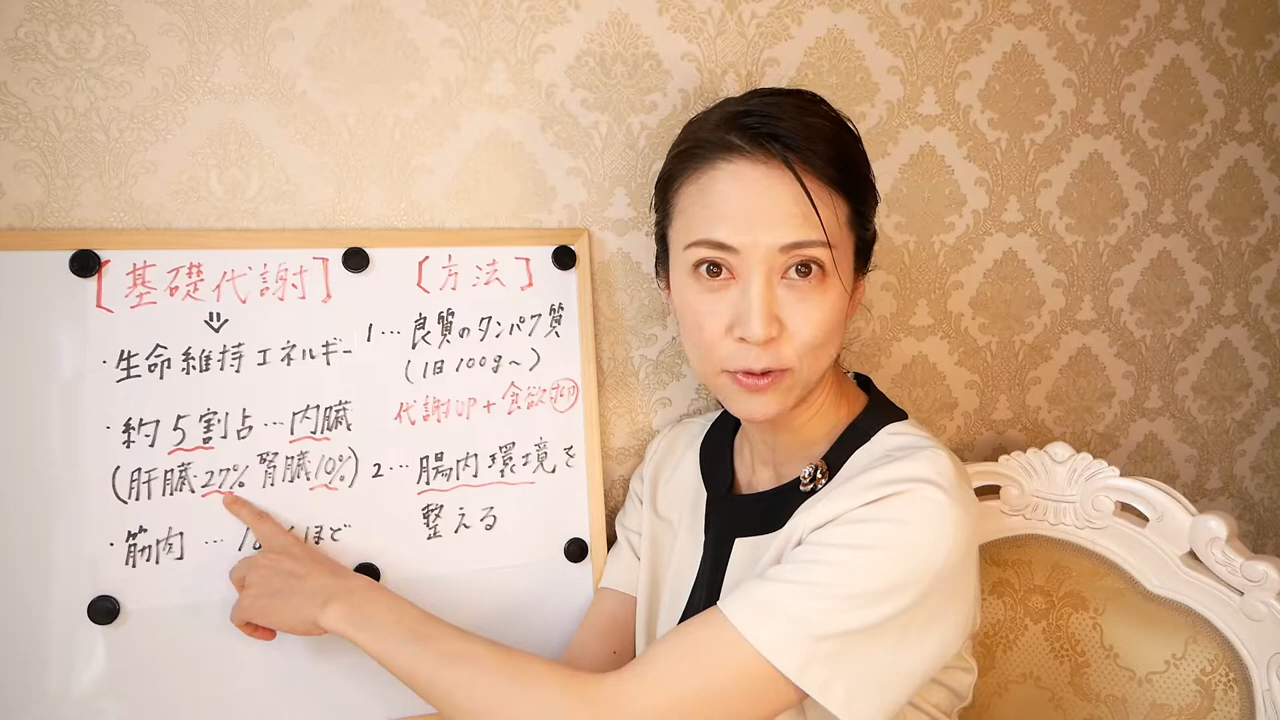 [基礎代謝]
⇓
・生命維持エネルギー
・約5割占…内臓
(肝臓27% 腎臓10%)
・筋肉 … ほど
[方法]
1…良質のタンパク質
(1日100g〜)
代謝UP+食欲抑
2…腸内環境を
整える